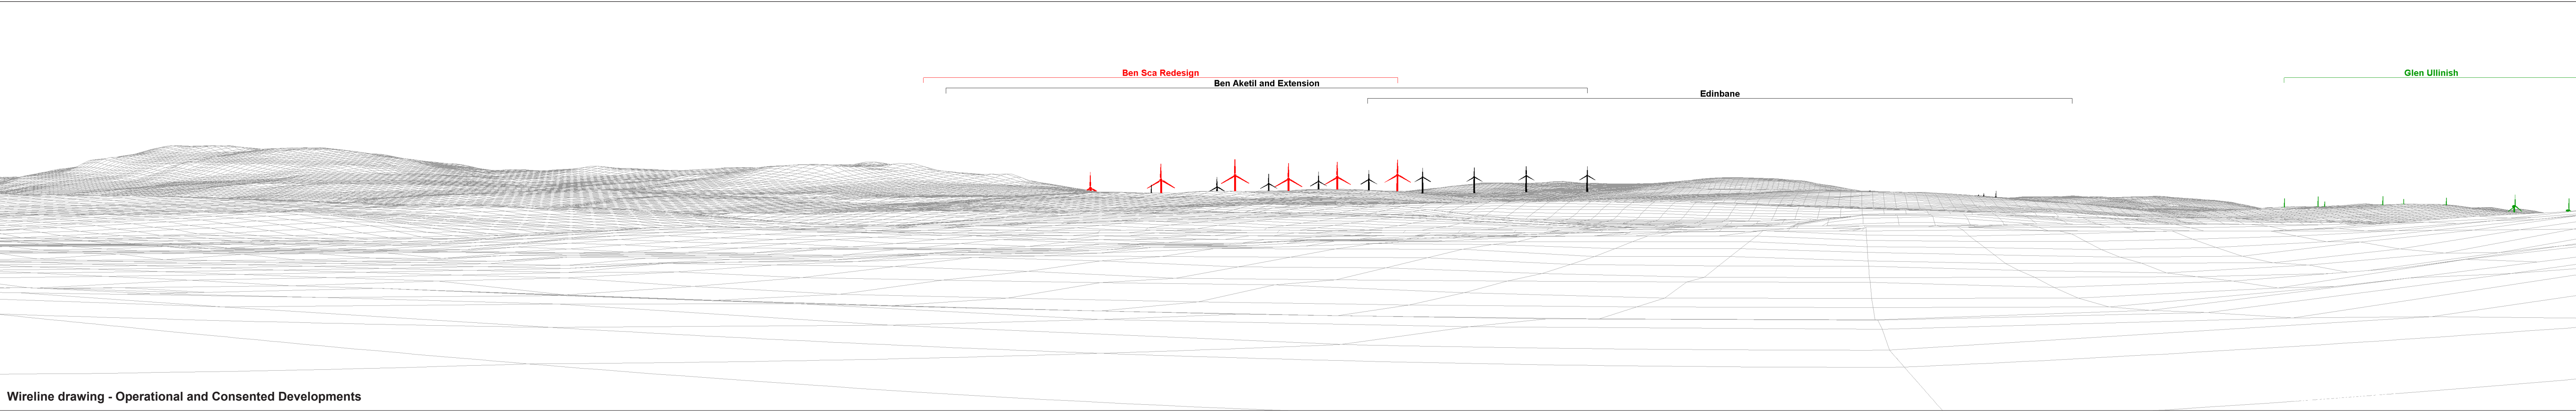 Ben Sca Redesign
Ben Aketil and Extension
Edinbane
Glen Ullinish
Wireline drawing - Operational and Consented Developments